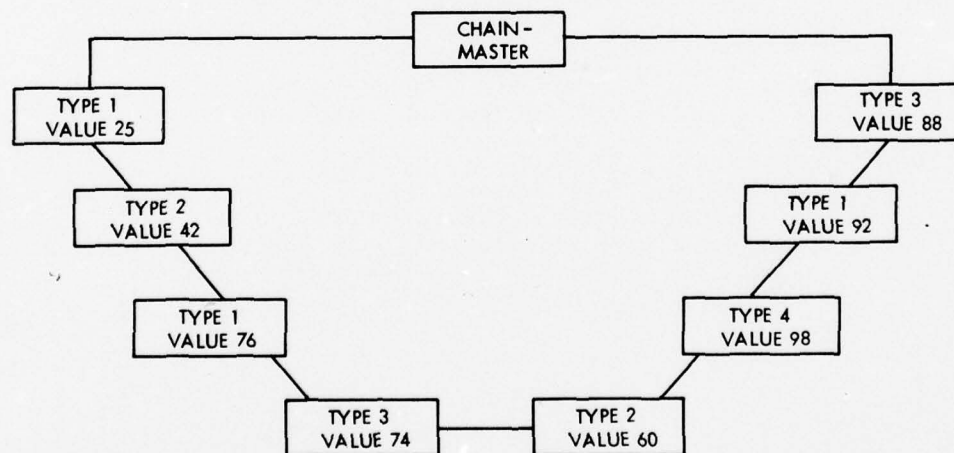 CHAIN-
MASTER
TYPE 1
VALUE 25
TYPE 3
VALUE 88
TYPE 2
VALUE 42
TYPE 1
VALUE 92
TYPE 1
VALUE 76
TYPE 4
VALUE 98
TYPE 3
VALUE 74
TYPE 2
VALUE 60